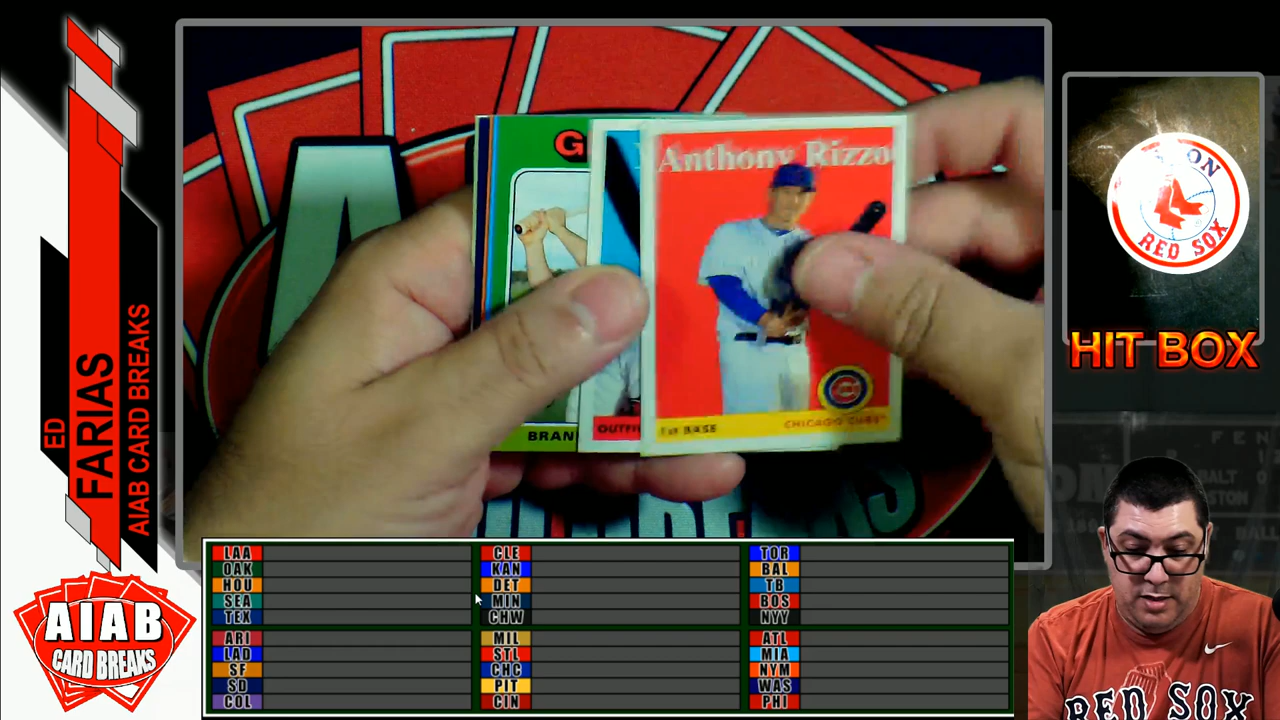 ED
FARIAS
AIAB CARD BREAKS
AIAB
CARD BREAKS
G
BRAN
OUTFI
Anthony Rizzo
1st BASE
CHICAGO CUBS
RED SOX
HIT BOX
LAA
OAK
HOU
SEA
TEX
ARI
LAD
SF
SD
COL
CLE
KAN
DET
MIN
CHW
MIL
STL
CHC
PIT
CIN
TOR
BAL
TB
BOS
NYY
ATL
MIA
NYM
WAS
PHI
RED SOX